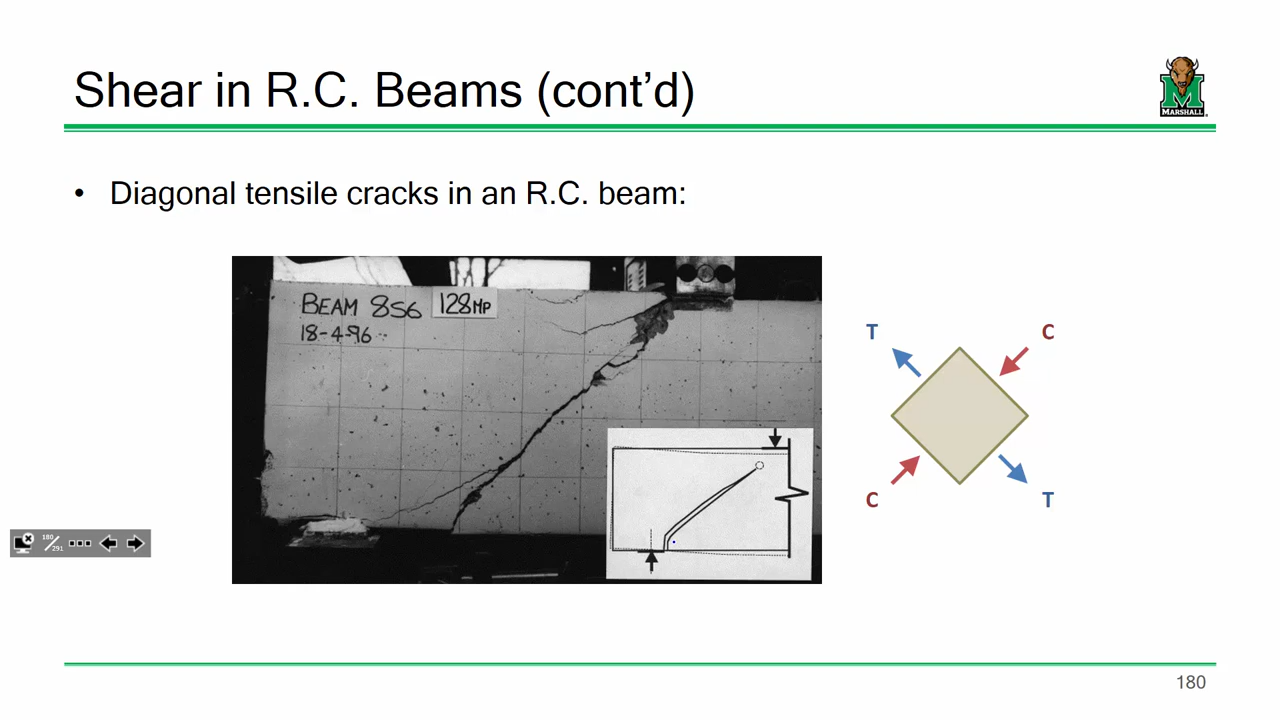 Shear in R.C. Beams (cont’d)
MARSHALL
• Diagonal tensile cracks in an R.C. beam:
BEAM 8S6 128MP
18-4-96
T
C
C
T
180/291
180